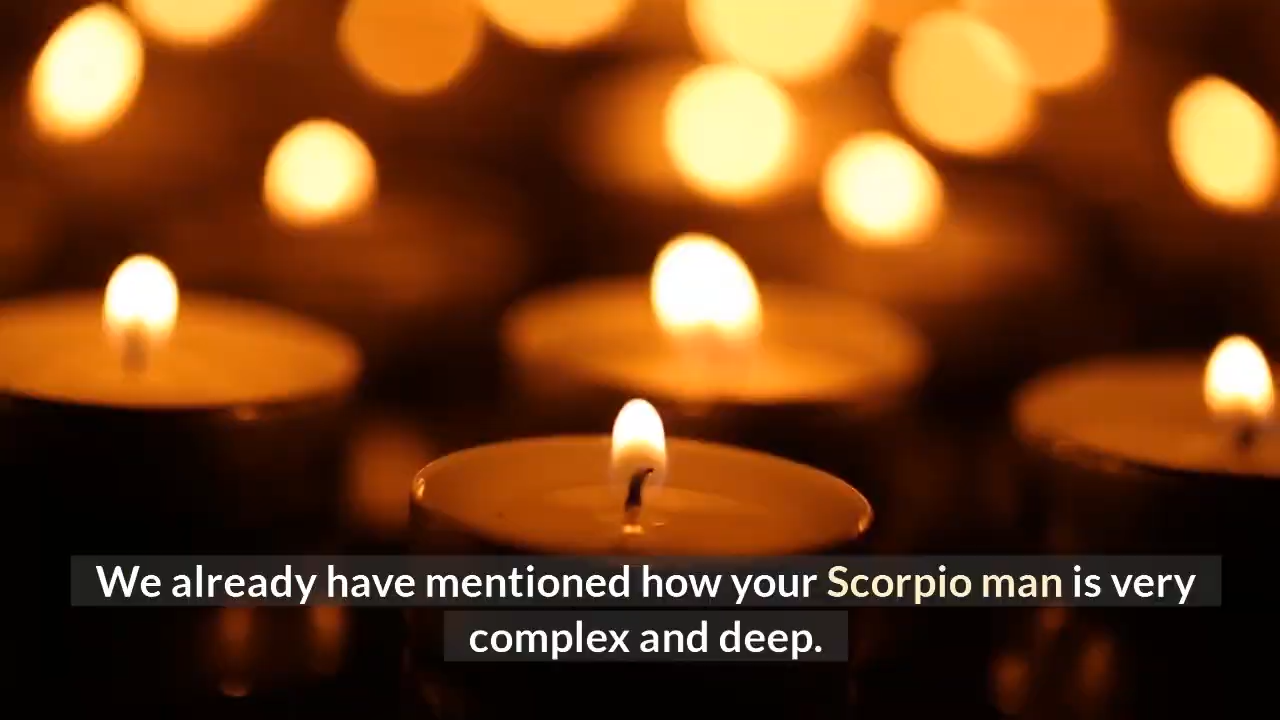 We already have mentioned how your Scorpio man is very
complex and deep.